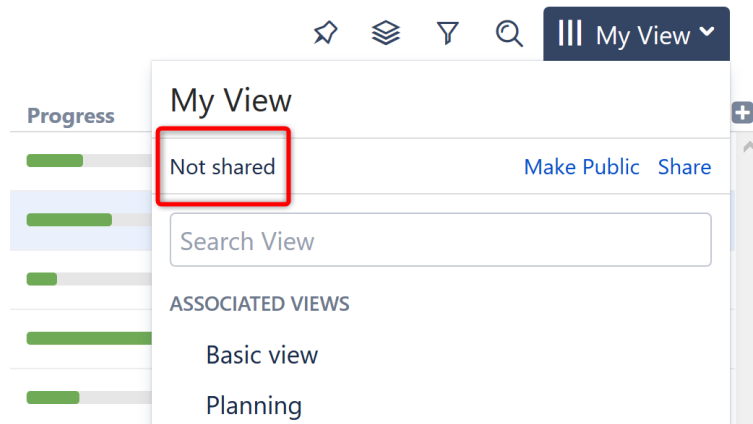 My View
Progress
My View
Not shared
Make Public Share
Search View
ASSOCIATED VIEWS
Basic view
Planning